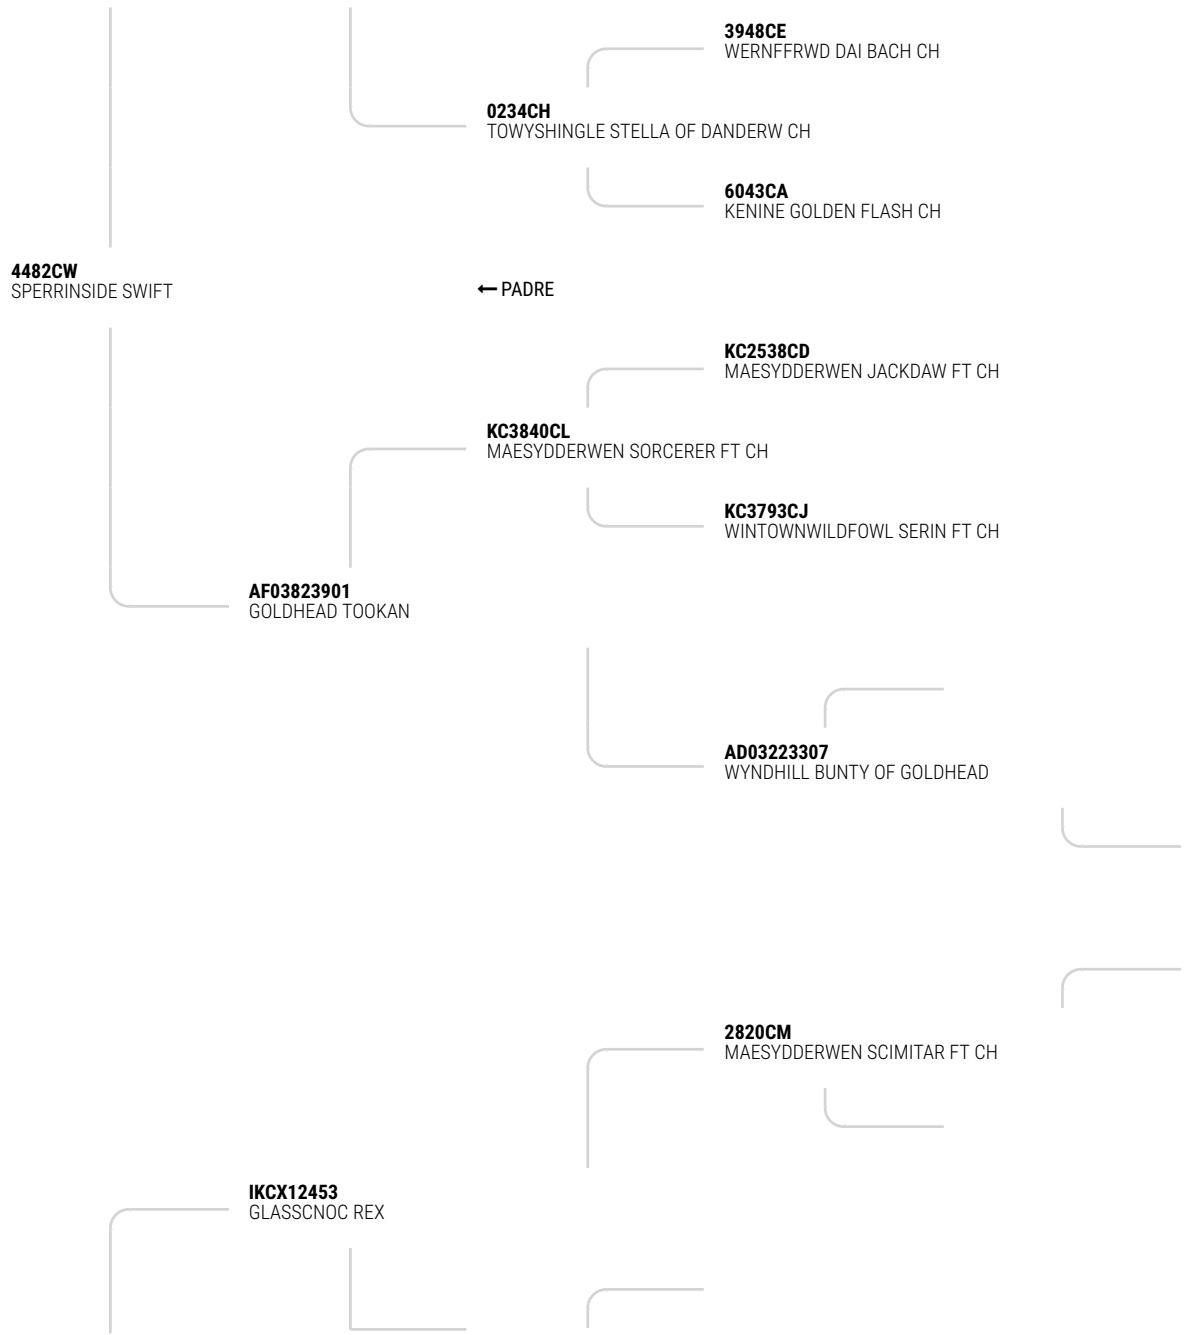 3948CE
WERNFFRWD DAI BACH CH
0234CH
TOWYSHINGLE STELLA OF DANDERW CH
6043CA
KENINE GOLDEN FLASH CH
4482CW
SPERRINSIDE SWIFT
← PADRE
KC2538CD
MAESYDDERWEN JACKDAW FT CH
KC3840CL
MAESYDDERWEN SORCERER FT CH
KC3793CJ
WINTOWNWILDFOWL SERIN FT CH
AF03823901
GOLDHEAD TOOKAN
AD03223307
WYNDHILL BUNTY OF GOLDHEAD
2820CM
MAESYDDERWEN SCIMITAR FT CH
IKCX12453
GLASSCNOC REX